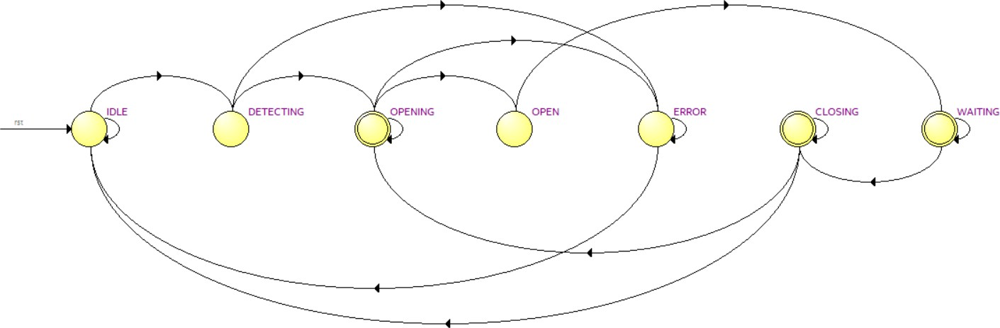 IDLE
DETECTING
OPENING
OPEN
ERROR
CLOSING
WAITING
rst